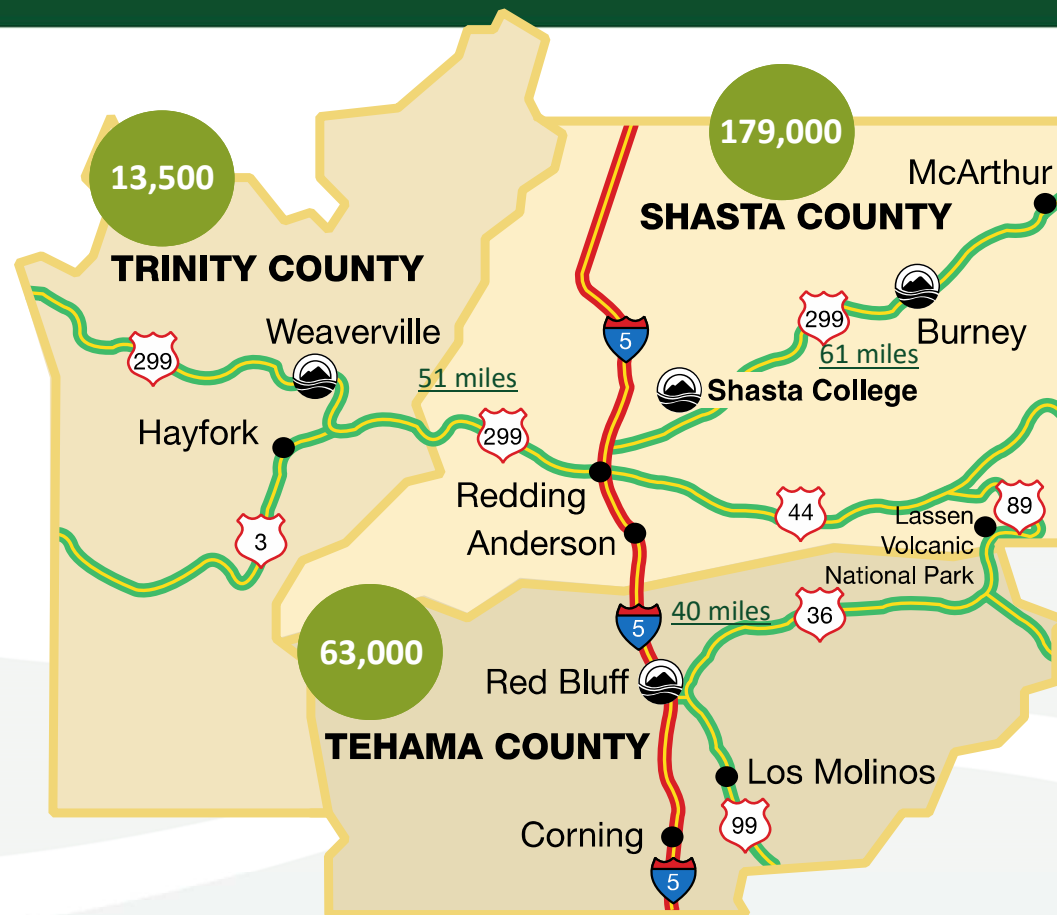 179,000
13,500
McArthur
SHASTA COUNTY
TRINITY COUNTY
299
Burney
61 miles
5
Weaverville
299
51 miles
Shasta College
Hayfork
299
Redding
44
89
Lassen
Volcanic
National Park
Anderson
3
40 miles
36
5
63,000
Red Bluff
TEHAMA COUNTY
Los Molinos
99
Corning
5